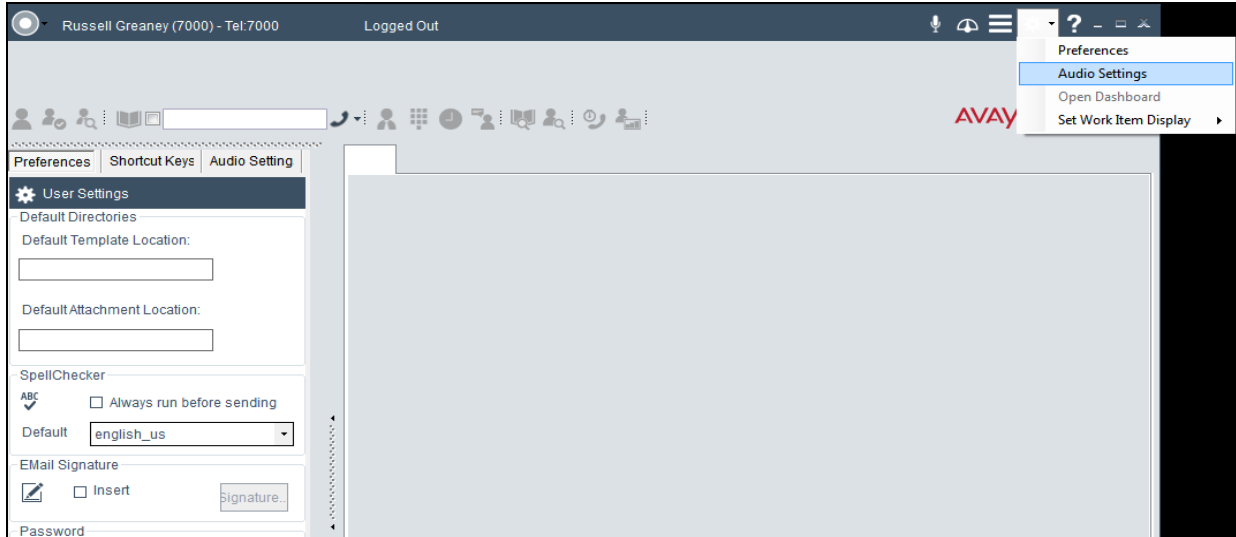 Russell Greaney (7000) - Tel:7000 Logged Out ?
Preferences
Audio Settings
Open Dashboard
Set Work Item Display
AVAY
Preferences Shortcut Keys Audio Setting
User Settings
Default Directories
Default Template Location:
Default Attachment Location:
SpellChecker
ABC
Always run before sending
Default english_us
EMail Signature
Insert Signature..
Password